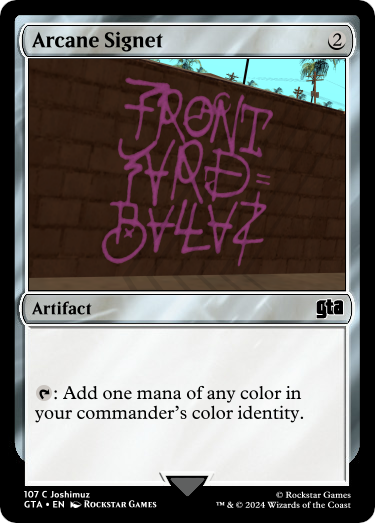 Arcane Signet 2
FRONT
YARD
BALLAZ
Artifact gta
: Add one mana of any color in
your commander's color identity.
107 C Joshimuz © Rockstar Games
GTA • EN Rockstar Games ™ & © 2024 Wizards of the Coast